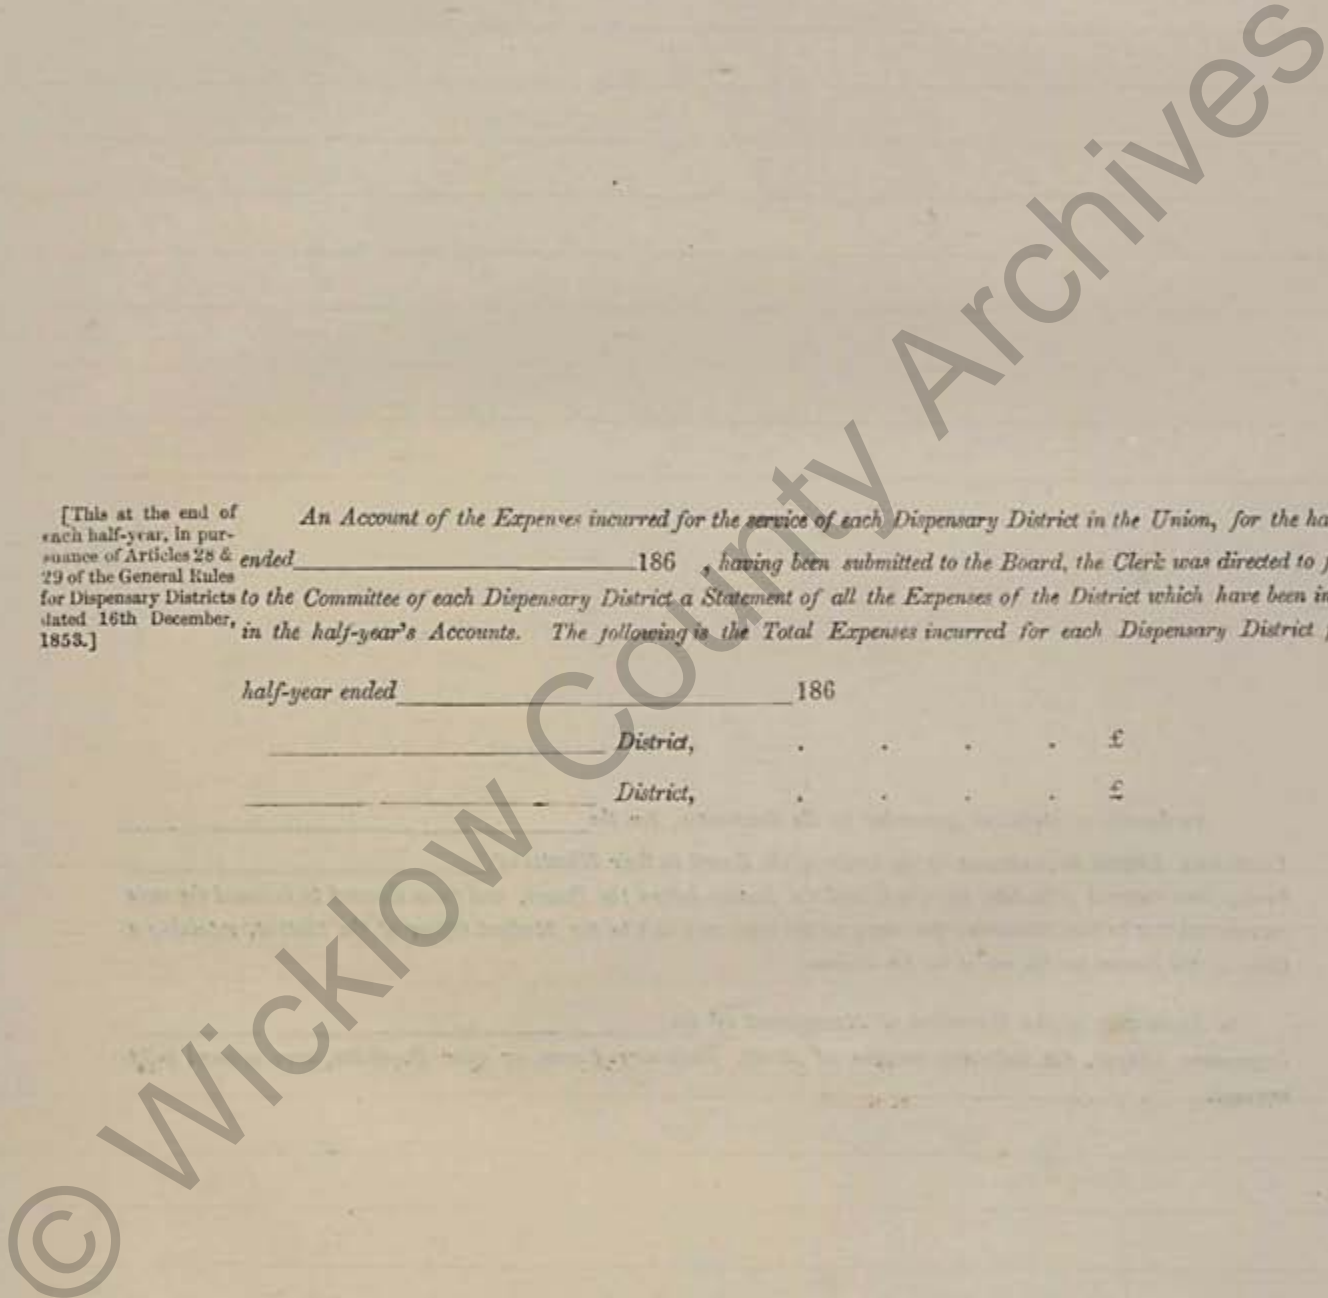 [This at the end of
each half-year, in pur-
suance of Articles 28 &
29 of the General Rules
for Dispensary Districts
dated 16th December,
1853.]
An Account of the Expenses incurred for the service of each Dispensary District in the Union, for the ha
ended 186 , having been submitted to the Board, the Clerk was directed to f
to the Committee of each Dispensary District a Statement of all the Expenses of the District which have been in
in the half-year's Accounts. The following is the Total Expenses incurred for each Dispensary District f
half-year ended 186
District, . . . . £
District, . . . . £
© Wicklow County Archives